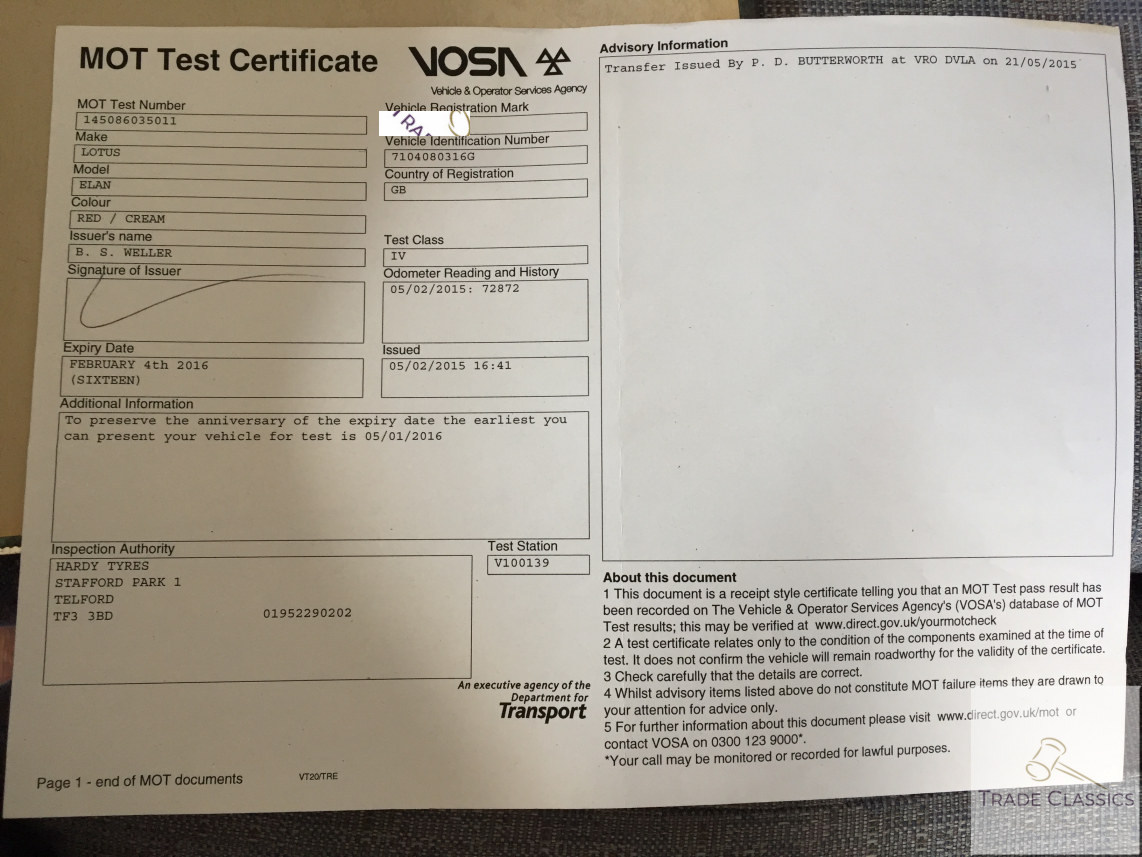 MOT Test Certificate
VOSA
Vehicle & Operator Services Agency
MOT Test Number
145086035011
Vehicle Registration Mark
TRA
Make
LOTUS
Vehicle Identification Number
7104080316G
Model
ELAN
Country of Registration
GB
Colour
RED / CREAM
Issuer's name
B. S. WELLER
Test Class
IV
Signature of Issuer
Odometer Reading and History
05/02/2015: 72872
Expiry Date
FEBRUARY 4th 2016
(SIXTEEN)
Issued
05/02/2015 16:41
Additional Information
To preserve the anniversary of the expiry date the earliest you
can present your vehicle for test is 05/01/2016
Inspection Authority
HARDY TYRES
STAFFORD PARK 1
TELFORD
TF3 3BD 01952290202
Test Station
V100139
An executive agency of the
Department for
Transport
Page 1 - end of MOT documents
VT20/TRE
Advisory Information
Transfer Issued By P. D. BUTTERWORTH at VRO DVLA on 21/05/2015
About this document
1 This document is a receipt style certificate telling you that an MOT Test pass result has
been recorded on The Vehicle & Operator Services Agency's (VOSA's) database of MOT
Test results; this may be verified at www.direct.gov.uk/yourmotcheck
2 A test certificate relates only to the condition of the components examined at the time of
test. It does not confirm the vehicle will remain roadworthy for the validity of the certificate.
3 Check carefully that the details are correct.
4 Whilst advisory items listed above do not constitute MOT failure items they are drawn to
your attention for advice only.
5 For further information about this document please visit www.direct.gov.uk/mot or
contact VOSA on 0300 123 9000*.
*Your call may be monitored or recorded for lawful purposes.
TRADE CLASSICS